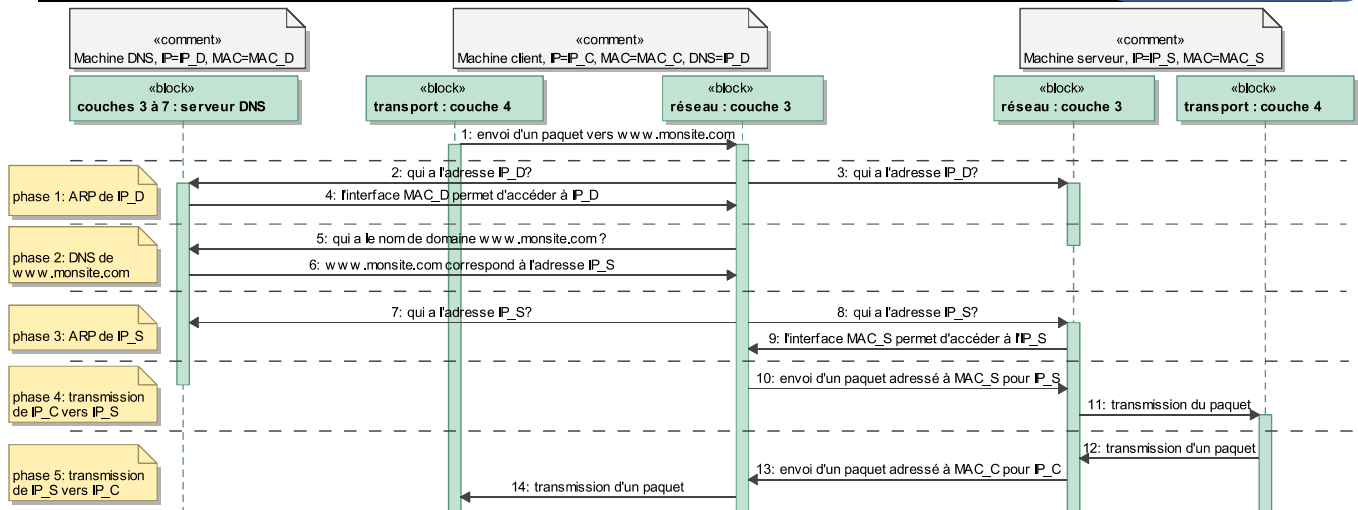 «comment»
Machine DNS, IP=IP_D, MAC=MAC_D
«comment»
Machine client, IP=IP_C, MAC=MAC_C, DNS=IP_D
«comment»
Machine serveur, IP=IP_S, MAC=MAC_S
«block»
couches 3 à 7 : serveur DNS
«block»
transport : couche 4
«block»
réseau : couche 3
«block»
réseau : couche 3
«block»
transport : couche 4
1: envoi d'un paquet vers www.monsite.com
phase 1: ARP de IP_D
2: qui a l'adresse IP_D?
3: qui a l'adresse IP_D?
4: l'interface MAC_D permet d'accéder à IP_D
phase 2: DNS de
www.monsite.com
5: qui a le nom de domaine www.monsite.com ?
6: www.monsite.com correspond à l'adresse IP_S
phase 3: ARP de IP_S
7: qui a l'adresse IP_S?
8: qui a l'adresse IP_S?
9: l'interface MAC_S permet d'accéder à l'IP_S
phase 4: transmission
de IP_C vers IP_S
10: envoi d'un paquet adressé à MAC_S pour IP_S
11: transmission du paquet
phase 5: transmission
de IP_S vers IP_C
12: transmission d'un paquet
13: envoi d'un paquet adressé à MAC_C pour IP_C
14: transmission d'un paquet